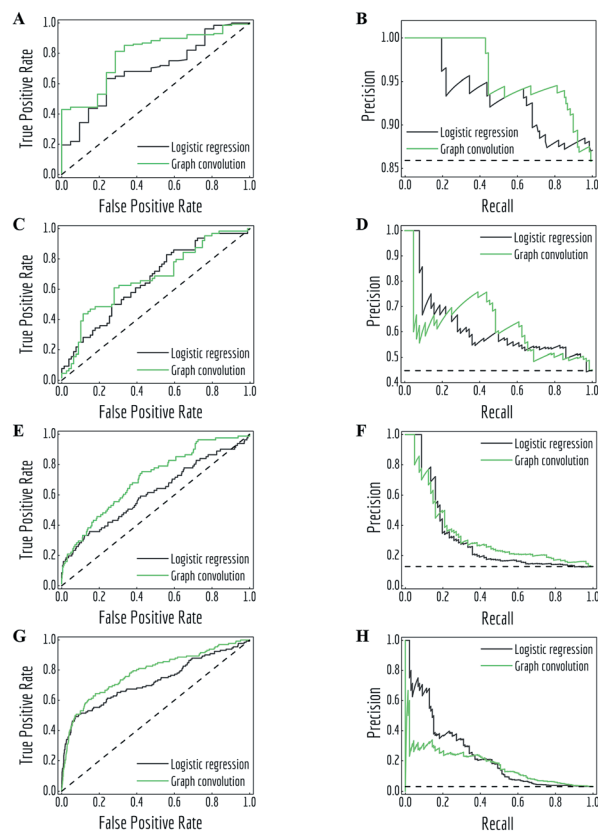 A
True Positive Rate
1.0
0.8
0.6
0.4
0.2
0.0
Logistic regression
Graph convolution
0.0 0.2 0.4 0.6 0.8 1.0
False Positive Rate
B
Precision
1.00
0.95
0.90
0.85
Logistic regression
Graph convolution
0.0 0.2 0.4 0.6 0.8 1.0
Recall
C
True Positive Rate
1.0
0.8
0.6
0.4
0.2
0.0
Logistic regression
Graph convolution
0.0 0.2 0.4 0.6 0.8 1.0
False Positive Rate
D
Precision
1.0
0.9
0.8
0.7
0.6
0.5
0.4
Logistic regression
Graph convolution
0.0 0.2 0.4 0.6 0.8 1.0
Recall
E
True Positive Rate
1.0
0.8
0.6
0.4
0.2
0.0
Logistic regression
Graph convolution
0.0 0.2 0.4 0.6 0.8 1.0
False Positive Rate
F
Precision
1.0
0.8
0.6
0.4
0.2
0.0
Logistic regression
Graph convolution
0.0 0.2 0.4 0.6 0.8 1.0
Recall
G
True Positive Rate
1.0
0.8
0.6
0.4
0.2
0.0
Logistic regression
Graph convolution
0.0 0.2 0.4 0.6 0.8 1.0
False Positive Rate
H
Precision
1.0
0.8
0.6
0.4
0.2
0.0
Logistic regression
Graph convolution
0.0 0.2 0.4 0.6 0.8 1.0
Recall